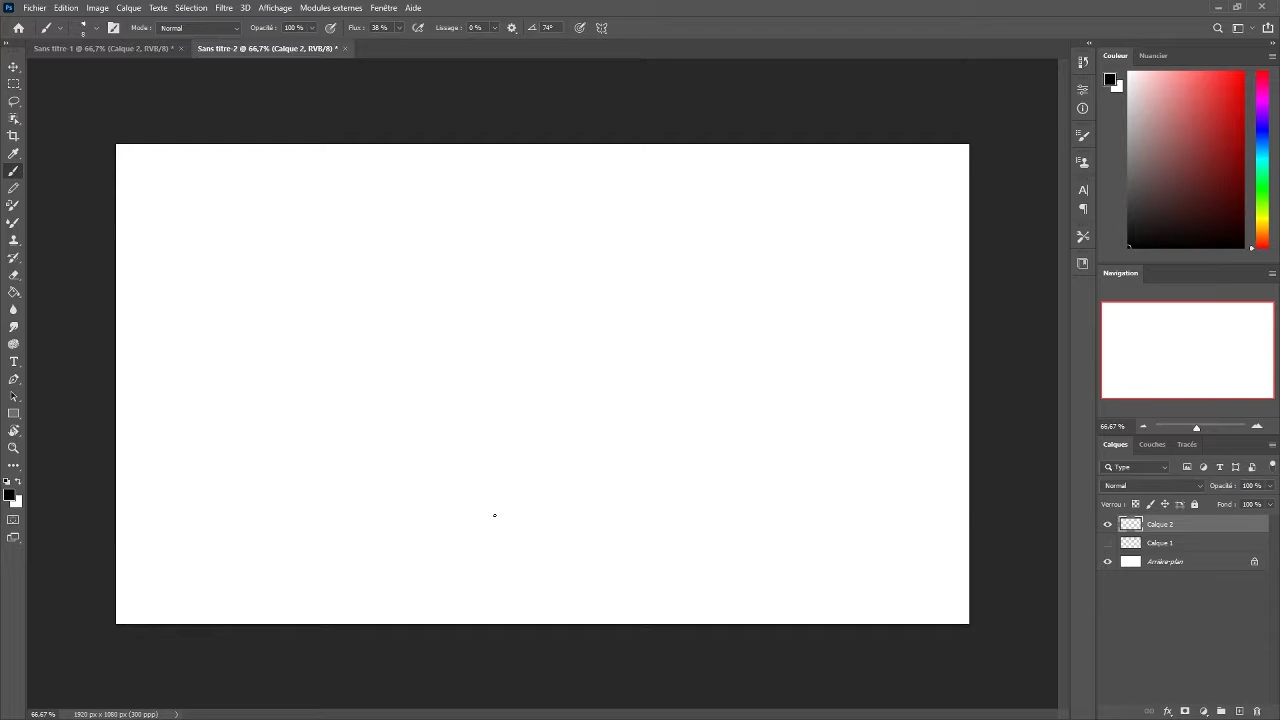 Ps Fichier Edition Image Calque Texte Sélection Filtre 3D Affichage Modules externes Fenêtre Aide
8 Mode : Normal Opacité : 100 % Flux : 38 % Lissage : 0 % 74°
Sans titre-1 @ 66,7% (Calque 2, RVB/8) * × Sans titre-2 @ 66,7% (Calque 2, RVB/8) * ×
Couleur Nuancier
Navigation
66.67 %
Calques Couches Tracés
Type
Normal Opacité : 100 %
Verrou : Fond : 100 %
Calque 2
Calque 1
Arrière-plan
66.67 % 1920 px x 1080 px (300 ppp)